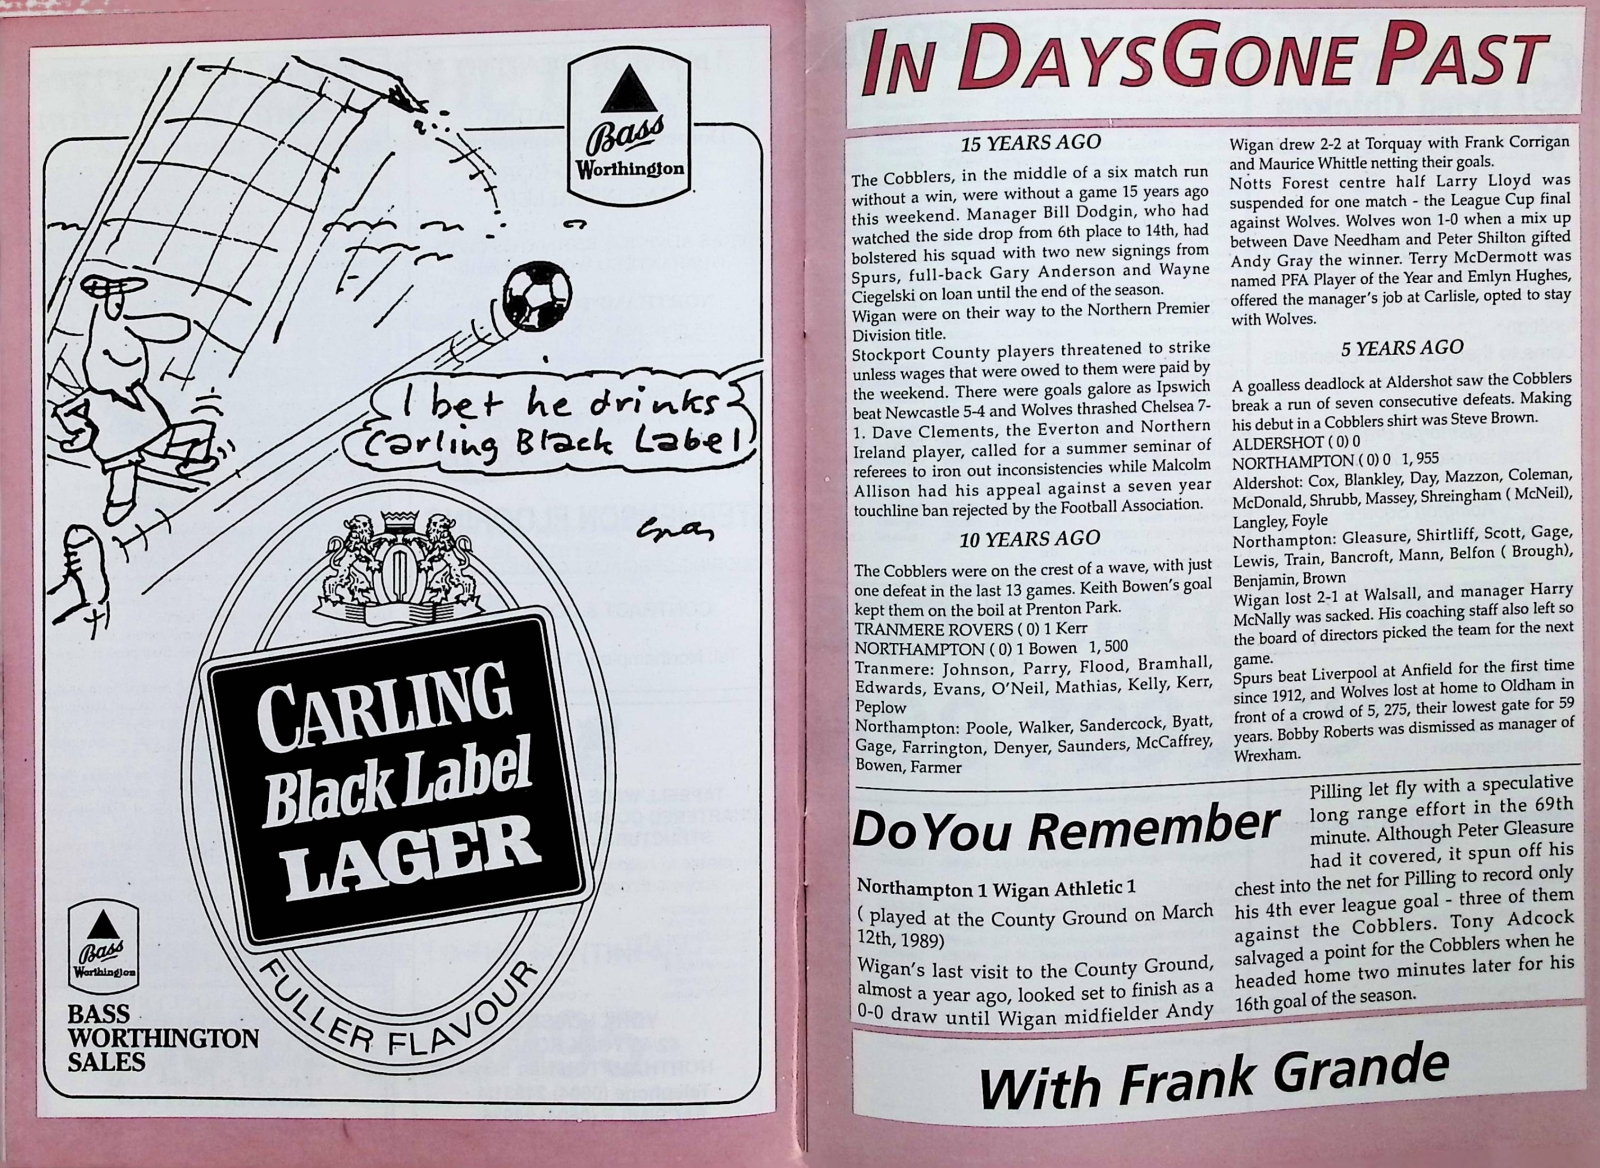 Bass
Worthington
I bet he drinks
Carling Black Label
CARLING
Black Label
LAGER
FULLER FLAVOUR
Bass
Worthington
BASS
WORTHINGTON
SALES
IN DAYS GONE PAST
15 YEARS AGO
The Cobblers, in the middle of a six match run
without a win, were without a game 15 years ago
this weekend. Manager Bill Dodgin, who had
watched the side drop from 6th place to 14th, had
bolstered his squad with two new signings from
Spurs, full-back Gary Anderson and Wayne
Ciegelski on loan until the end of the season.
Wigan were on their way to the Northern Premier
Division title.
Stockport County players threatened to strike
unless wages that were owed to them were paid by
the weekend. There were goals galore as Ipswich
beat Newcastle 5-4 and Wolves thrashed Chelsea 7-
1. Dave Clements, the Everton and Northern
Ireland player, called for a summer seminar of
referees to iron out inconsistencies while Malcolm
Allison had his appeal against a seven year
touchline ban rejected by the Football Association.
10 YEARS AGO
The Cobblers were on the crest of a wave, with just
one defeat in the last 13 games. Keith Bowen's goal
kept them on the boil at Prenton Park.
TRANMERE ROVERS ( 0) 1 Kerr
NORTHAMPTON ( 0) 1 Bowen 1, 500
Tranmere: Johnson, Parry, Flood, Bramhall,
Edwards, Evans, O'Neil, Mathias, Kelly, Kerr,
Peplow
Northampton: Poole, Walker, Sandercock, Byatt,
Gage, Farrington, Denyer, Saunders, McCaffrey,
Bowen, Farmer
Wigan drew 2-2 at Torquay with Frank Corrigan
and Maurice Whittle netting their goals.
Notts Forest centre half Larry Lloyd was
suspended for one match - the League Cup final
against Wolves. Wolves won 1-0 when a mix up
between Dave Needham and Peter Shilton gifted
Andy Gray the winner. Terry McDermott was
named PFA Player of the Year and Emlyn Hughes,
offered the manager's job at Carlisle, opted to stay
with Wolves.
5 YEARS AGO
A goalless deadlock at Aldershot saw the Cobblers
break a run of seven consecutive defeats. Making
his debut in a Cobblers shirt was Steve Brown.
ALDERSHOT ( 0) 0
NORTHAMPTON ( 0) 0 1, 955
Aldershot: Cox, Blankley, Day, Mazzon, Coleman,
McDonald, Shrubb, Massey, Shreingham ( McNeil),
Langley, Foyle
Northampton: Gleasure, Shirtliff, Scott, Gage,
Lewis, Train, Bancroft, Mann, Belfon ( Brough),
Benjamin, Brown
Wigan lost 2-1 at Walsall, and manager Harry
McNally was sacked. His coaching staff also left so
the board of directors picked the team for the next
game.
Spurs beat Liverpool at Anfield for the first time
since 1912, and Wolves lost at home to Oldham in
front of a crowd of 5, 275, their lowest gate for 59
years. Bobby Roberts was dismissed as manager of
Wrexham.
Do You Remember
Northampton 1 Wigan Athletic 1
( played at the County Ground on March
12th, 1989)
Wigan's last visit to the County Ground,
almost a year ago, looked set to finish as a
0-0 draw until Wigan midfielder Andy
Pilling let fly with a speculative
long range effort in the 69th
minute. Although Peter Gleasure
had it covered, it spun off his
chest into the net for Pilling to record only
his 4th ever league goal - three of them
against the Cobblers. Tony Adcock
salvaged a point for the Cobblers when he
headed home two minutes later for his
16th goal of the season.
With Frank Grande